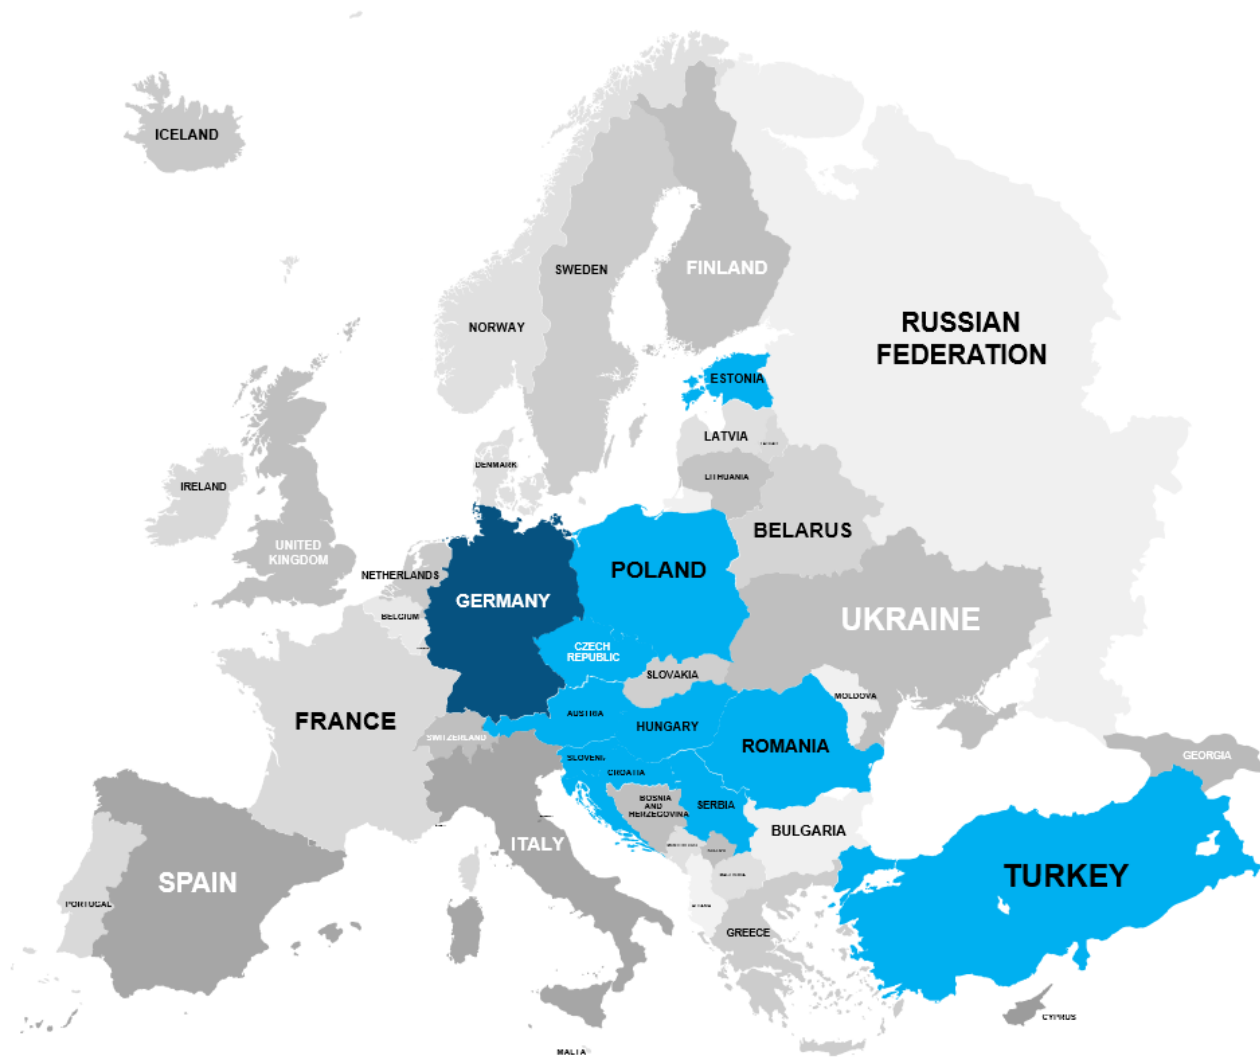 ICELAND
SWEDEN
FINLAND
NORWAY
RUSSIAN
FEDERATION
ESTONIA
LATVIA
DENMARK
LITHUANIA
IRELAND
UNITED
KINGDOM
BELARUS
NETHERLANDS
POLAND
GERMANY
BELGIUM
UKRAINE
CZECH
REPUBLIC
SLOVAKIA
MOLDOVA
AUSTRIA
FRANCE
HUNGARY
SWITZERLAND
ROMANIA
GEORGIA
SLOVENI
CROATIA
BOSNIA
AND
HERZEGOVINA
SERBIA
BULGARIA
ITALY
TURKEY
SPAIN
PORTUGAL
GREECE
CYPRUS
MALTA